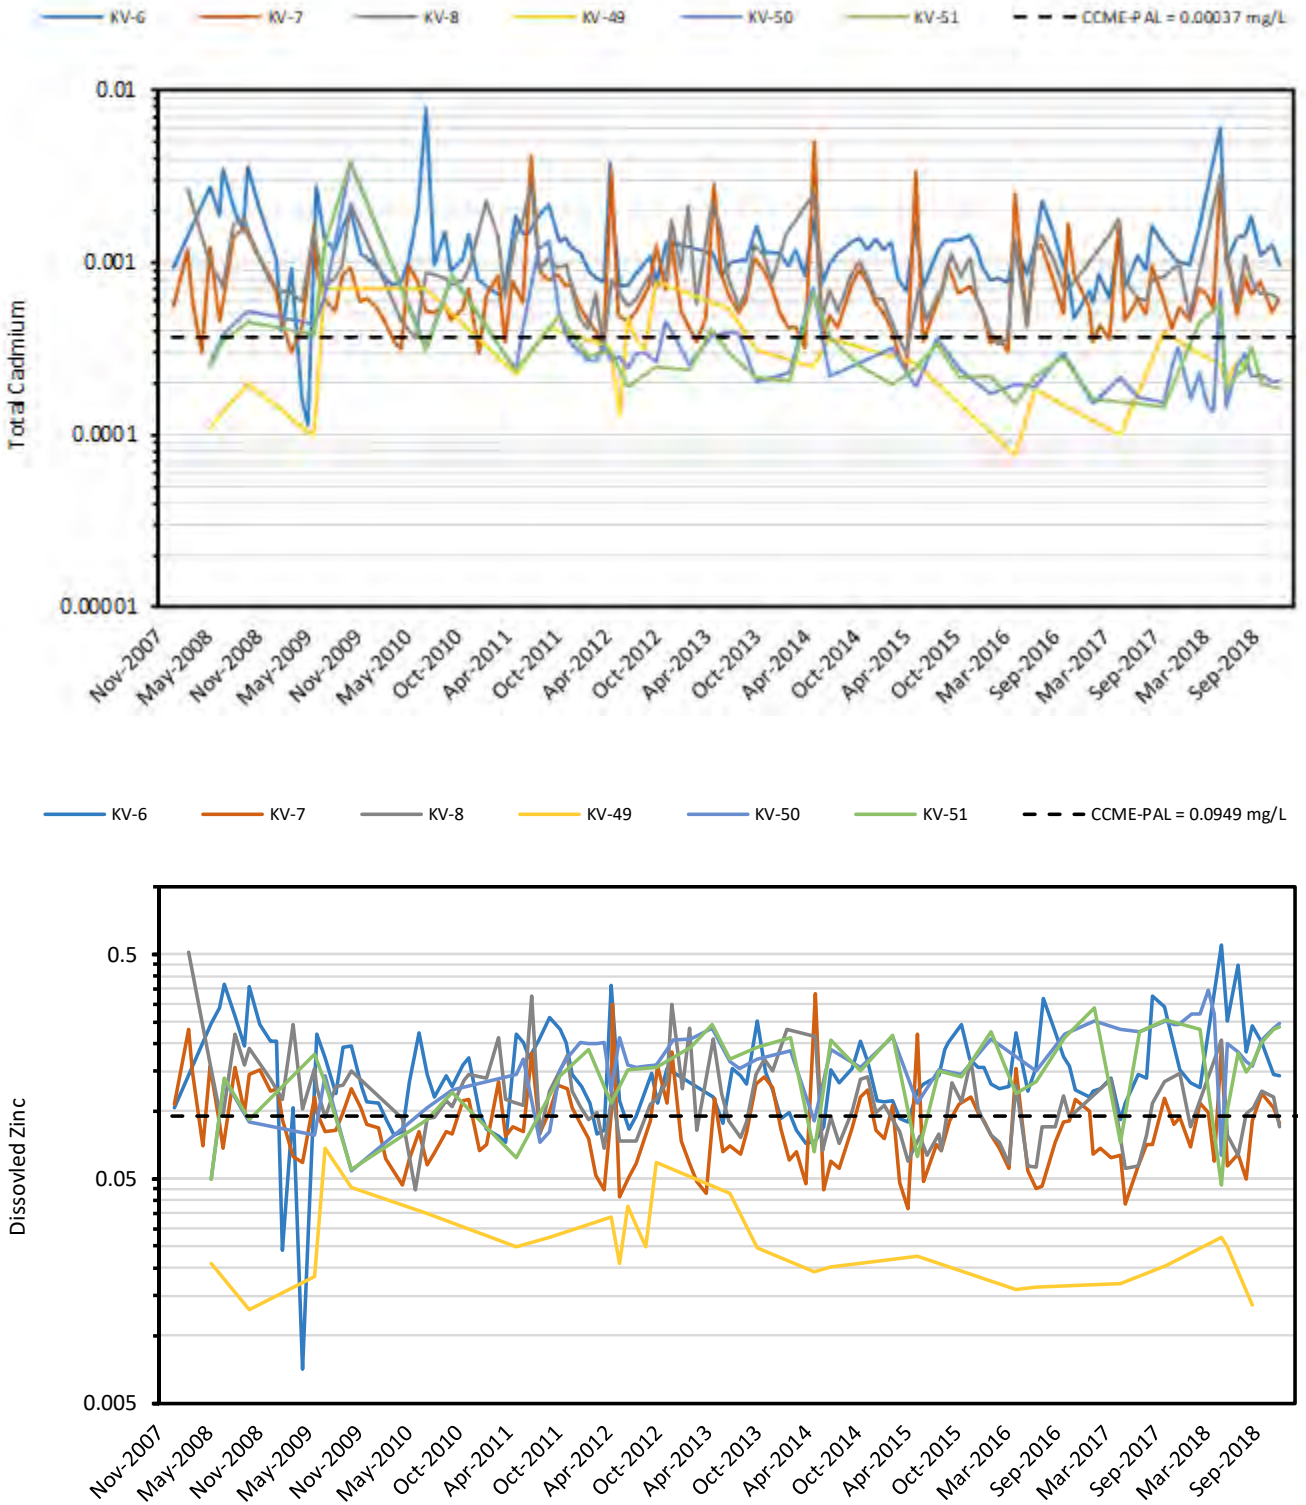 KV-6 KV-7 KV-8 KV-49 KV-50 KV-51 CCME-PAL = 0.00037 mg/L
0.01
0.001
0.0001
0.00001
Total Cadmium
Nov-2007 May-2008 Nov-2008 May-2009 Nov-2009 May-2010 Oct-2010 Apr-2011 Oct-2011 Apr-2012 Oct-2012 Apr-2013 Oct-2013 Apr-2014 Oct-2014 Apr-2015 Oct-2015 Mar-2016 Sep-2016 Mar-2017 Sep-2017 Mar-2018 Sep-2018
KV-6 KV-7 KV-8 KV-49 KV-50 KV-51 CCME-PAL = 0.0949 mg/L
0.5
0.05
0.005
Dissovled Zinc
Nov-2007 May-2008 Nov-2008 May-2009 Nov-2009 May-2010 Oct-2010 Apr-2011 Oct-2011 Apr-2012 Oct-2012 Apr-2013 Oct-2013 Apr-2014 Oct-2014 Apr-2015 Oct-2015 Mar-2016 Sep-2016 Mar-2017 Sep-2017 Mar-2018 Sep-2018